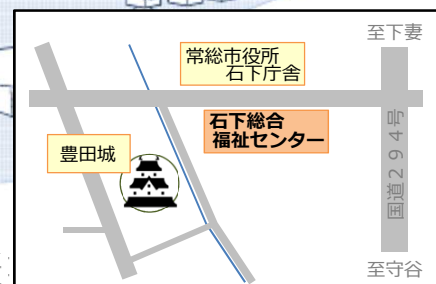 至下妻
常総市役所
石下庁舎
石下総合
福祉センター
豊田城
国道294号
至守谷